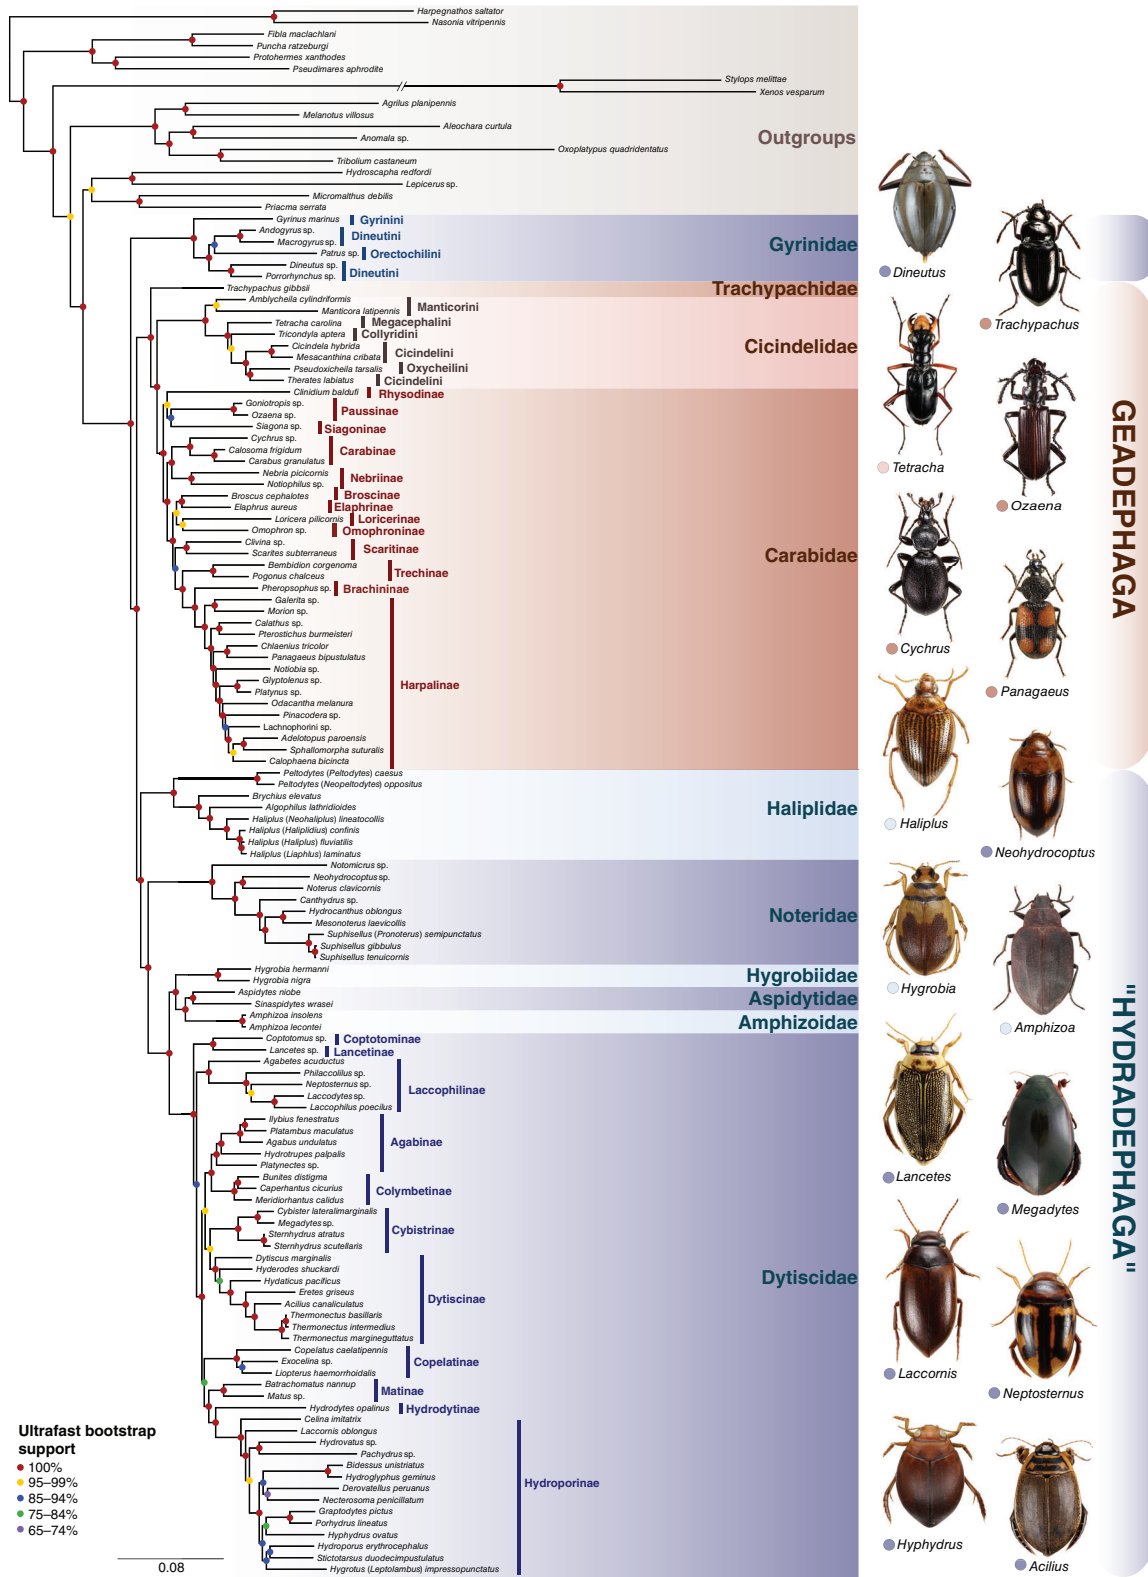 Harpegnathos saltator
Nasonia vitripennis
Fibla maclachlani
Puncha ratzeburgi
Protohermes xanthodes
Pseudimares aphrodite
Stylops melittae
Xenos vesparum
Agrilus planipennis
Melanotus villosus
Aleochara curtula
Anomala sp.
Oxoplatypus quadridentatus
Tribolium castaneum
Hydroscapha redfordi
Lepicerus sp.
Micromalthus debilis
Priacma serrata
Outgroups
Gyrinus marinus
Gyrinini
Andogyrus sp.
Macrogyrus sp.
Dineutini
Patrus sp.
Orectochilini
Dineutus sp.
Porrorhynchus sp.
Dineutini
Gyrinidae
Trachypachus gibbsii
Trachypachidae
Amblycheila cylindriformis
Manticora latipennis
Manticorini
Tetracha carolina
Megacephalini
Tricondyla aptera
Collyridini
Cicindela hybrida
Mesacanthina cribata
Cicindelini
Pseudoxicheila tarsalis
Oxycheilini
Therates labiatus
Cicindelini
Cicindelidae
Clinidium baldufi
Rhysodinae
Goniotropis sp.
Ozaena sp.
Paussinae
Siagona sp.
Siagoninae
Cychrus sp.
Calosoma frigidum
Carabus granulatus
Carabinae
Nebria picicornis
Notiophilus sp.
Nebriinae
Broscus cephalotes
Broscinae
Elaphrus aureus
Elaphrinae
Loricera pilicornis
Loricerinae
Omophron sp.
Omophroninae
Clivina sp.
Scarites subterraneus
Scaritinae
Bembidion corgenoma
Pogonus chalceus
Trechinae
Pheropsophus sp.
Brachininae
Galerita sp.
Morion sp.
Calathus sp.
Pterostichus burmeisteri
Chlaenius tricolor
Panagaeus bipustulatus
Notiobia sp.
Glyptolenus sp.
Platynus sp.
Odacantha melanura
Pinacodera sp.
Lachnophorini sp.
Adelotopus paroensis
Sphallomorpha suturalis
Calophaena bicincta
Harpalinae
Carabidae
Peltodytes (Peltodytes) caesus
Peltodytes (Neopeltodytes) oppositus
Brychius elevatus
Algophilus lathridioides
Haliplus (Neohaliplus) lineatocollis
Haliplus (Haliplidius) confinis
Haliplus (Haliplus) fluviatilis
Haliplus (Liaphlus) laminatus
Haliplidae
Notomicrus sp.
Neohydrocoptus sp.
Noterus clavicornis
Canthydrus sp.
Hydrocanthus oblongus
Mesonoterus laevicollis
Suphisellus (Pronoterus) semipunctatus
Suphisellus gibbulus
Suphisellus tenuicornis
Noteridae
Hygrobia hermanni
Hygrobia nigra
Hygrobiidae
Aspidytes niobe
Sinaspidytes wrasei
Aspidytidae
Amphizoa insolens
Amphizoa lecontei
Amphizoidae
Coptotomus sp.
Coptotominae
Lancetes sp.
Lancetinae
Agabetes acuductus
Philaccolilus sp.
Neptosternus sp.
Laccodytes sp.
Laccophilus poecilus
Laccophilinae
Ilybius fenestratus
Platambus maculatus
Agabus undulatus
Hydrotrupes palpalis
Platynectes sp.
Agabinae
Bunites distigma
Caperhantus cicurius
Meridiorhantus calidus
Colymbetinae
Cybister lateralimarginalis
Megadytes sp.
Sternhydrus atratus
Sternhydrus scutellaris
Cybistrinae
Dytiscus marginalis
Hyderodes shuckardi
Hydaticus pacificus
Eretes griseus
Acilius canaliculatus
Thermonectus basillaris
Thermonectus intermedius
Thermonectus margineguttatus
Dytiscinae
Copelatus caelatipennis
Exocelina sp.
Liopterus haemorrhoidalis
Copelatinae
Batrachomatus nannup
Matus sp.
Matinae
Hydrodytes opalinus
Hydrodytinae
Celina imitatrix
Laccornis oblongus
Hydrovatus sp.
Pachydrus sp.
Bidessus unistriatus
Hydroglyphus geminus
Derovatellus peruanus
Necterosoma penicillatum
Graptodytes pictus
Porhydrus lineatus
Hyphydrus ovatus
Hydroporus erythrocephalus
Stictotarsus duodecimpustulatus
Hygrotus (Leptolambus) impressopunctatus
Hydroporinae
Dytiscidae
Ultrafast bootstrap
support
100%
95–99%
85–94%
75–84%
65–74%
0.08
Dineutus
Trachypachus
Tetracha
Ozaena
Cychrus
Panagaeus
Haliplus
Neohydrocoptus
Hygrobia
Amphizoa
Lancetes
Megadytes
Laccornis
Neptosternus
Hyphydrus
Acilius
GEADEPHAGA
"HYDRADEPHAGA"